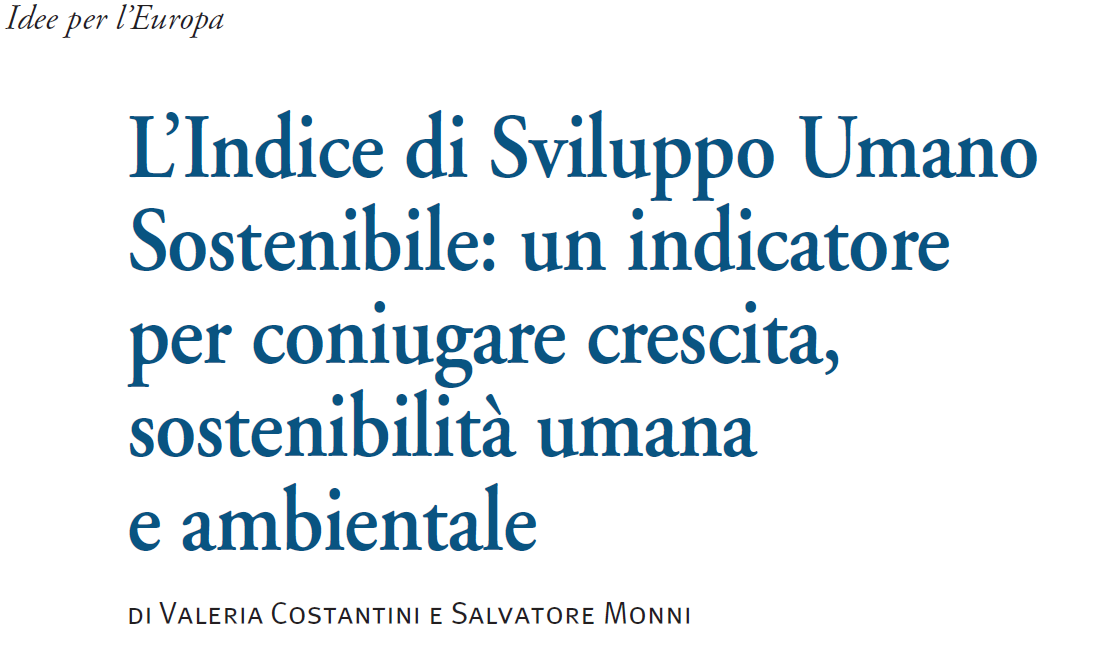 Idee per l’Europa
L’Indice di Sviluppo Umano
Sostenibile: un indicatore
per coniugare crescita,
sostenibilità umana
e ambientale
DI VALERIA COSTANTINI E SALVATORE MONNI